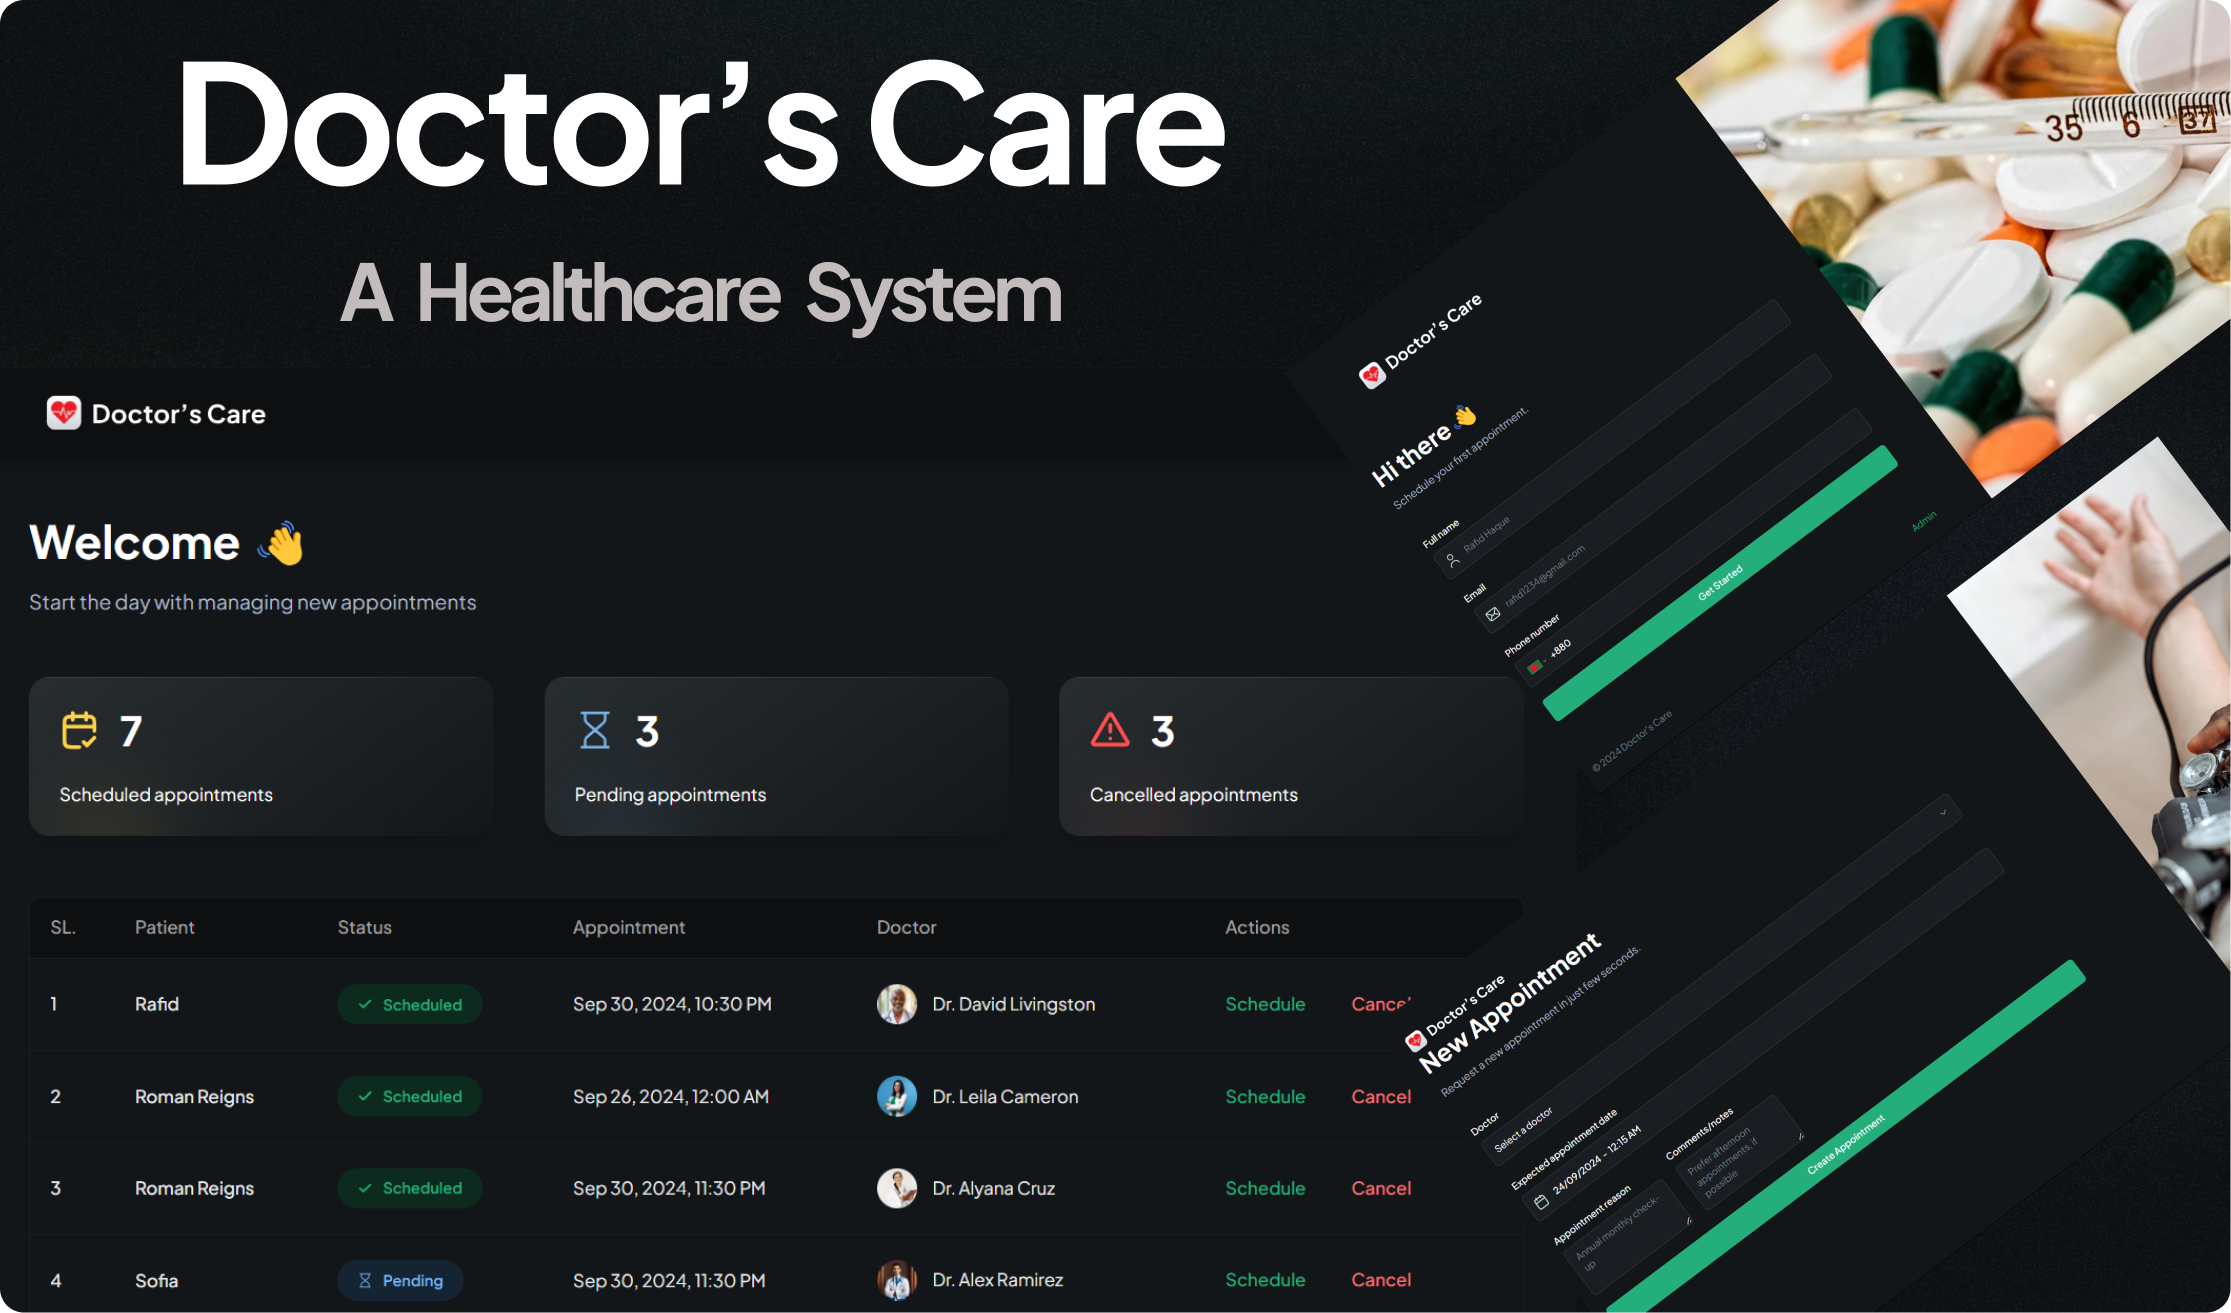 Doctor’s Care
A Healthcare System
Doctor’s Care
Welcome 👋
Start the day with managing new appointments
7
Scheduled appointments
3
Pending appointments
3
Cancelled appointments
SL. Patient Status Appointment Doctor Actions
1 Rafid Scheduled Sep 30, 2024, 10:30 PM Dr. David Livingston Schedule Cancel
2 Roman Reigns Scheduled Sep 26, 2024, 12:00 AM Dr. Leila Cameron Schedule Cancel
3 Roman Reigns Scheduled Sep 30, 2024, 11:30 PM Dr. Alyana Cruz Schedule Cancel
4 Sofia Pending Sep 30, 2024, 11:30 PM Dr. Alex Ramirez Schedule Cancel
Doctor’s Care
Hi there 👋
Schedule your first appointment.
Full name
Rafid Haque
Email
rafid1234@gmail.com
Phone number
+880
Get Started
Admin
© 2024 Doctor’s Care
35 6 37
Doctor’s Care
New Appointment
Request a new appointment in just few seconds.
Doctor
Select a doctor
Expected appointment date
24/09/2024 - 12:15 AM
Appointment reason
Annual monthly check-
up
Comments/notes
Prefer afternoon
appointments, if
possible
Create Appointment